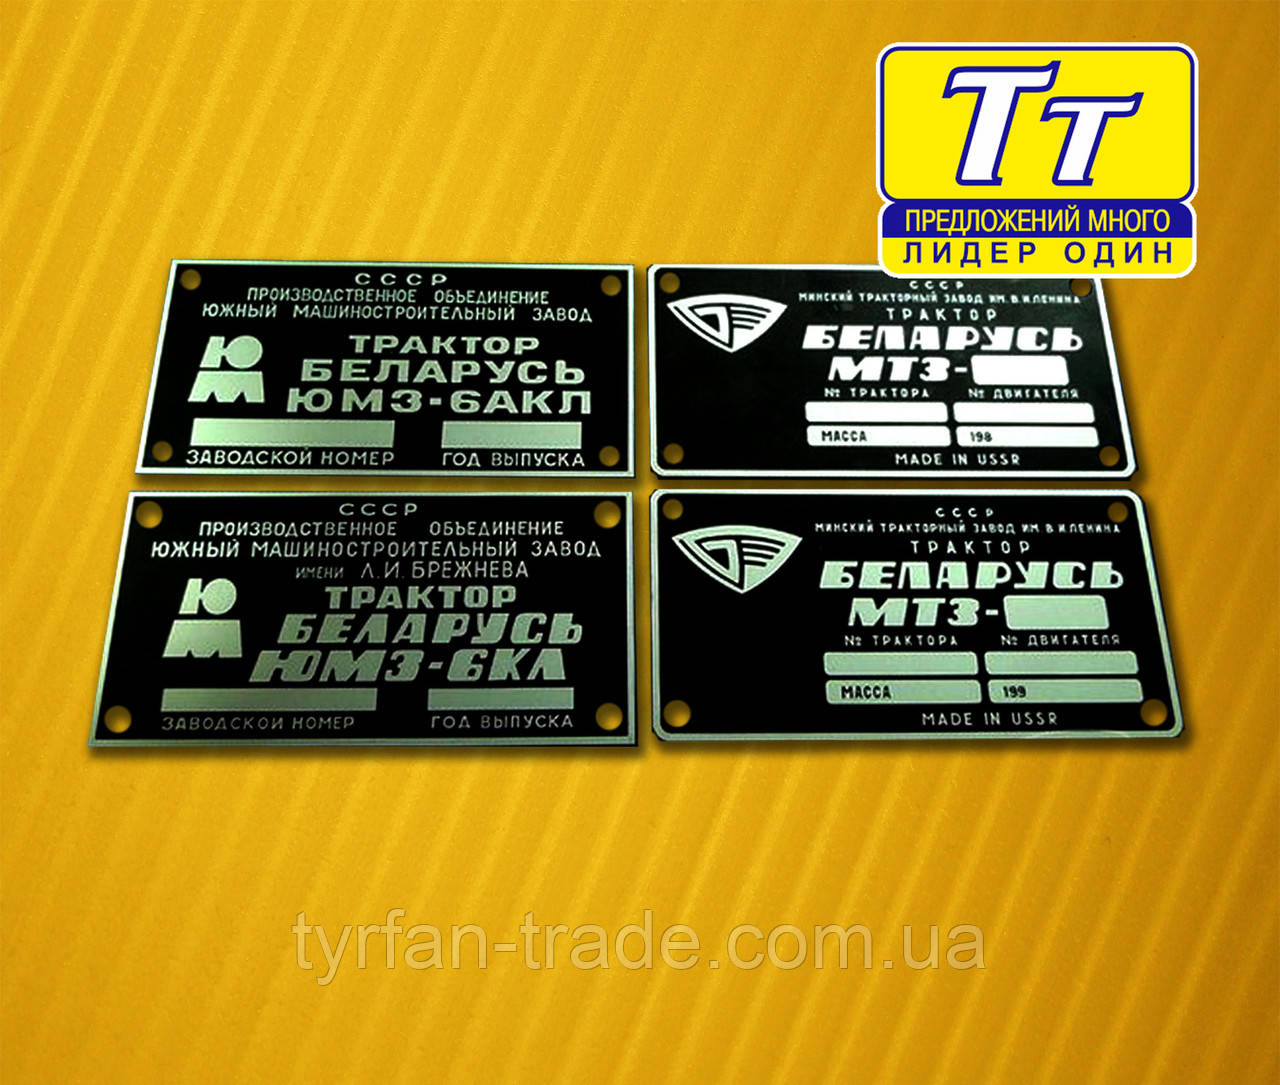 Тт
ПРЕДЛОЖЕНИЙ МНОГО
ЛИДЕР ОДИН
СССР
ПРОИЗВОДСТВЕННОЕ ОБЪЕДИНЕНИЕ
ЮЖНЫЙ МАШИНОСТРОИТЕЛЬНЫЙ ЗАВОД
ЮМ
ТРАКТОР
БЕЛАРУСЬ
ЮМЗ-6АКЛ
ЗАВОДСКОЙ НОМЕР ГОД ВЫПУСКА
СССР
МИНСКИЙ ТРАКТОРНЫЙ ЗАВОД ИМ. В.И.ЛЕНИНА
ТРАКТОР
БЕЛАРУСЬ
МТЗ-
№ ТРАКТОРА № ДВИГАТЕЛЯ
МАССА 198
MADE IN USSR
СССР
ПРОИЗВОДСТВЕННОЕ ОБЪЕДИНЕНИЕ
ЮЖНЫЙ МАШИНОСТРОИТЕЛЬНЫЙ ЗАВОД
ИМЕНИ Л.И.БРЕЖНЕВА
ЮМ
ТРАКТОР
БЕЛАРУСЬ
ЮМЗ-6КЛ
ЗАВОДСКОЙ НОМЕР ГОД ВЫПУСКА
СССР
МИНСКИЙ ТРАКТОРНЫЙ ЗАВОД ИМ. В.И.ЛЕНИНА
ТРАКТОР
БЕЛАРУСЬ
МТЗ-
№ ТРАКТОРА № ДВИГАТЕЛЯ
МАССА 199
MADE IN USSR
tyrfan-trade.com.ua